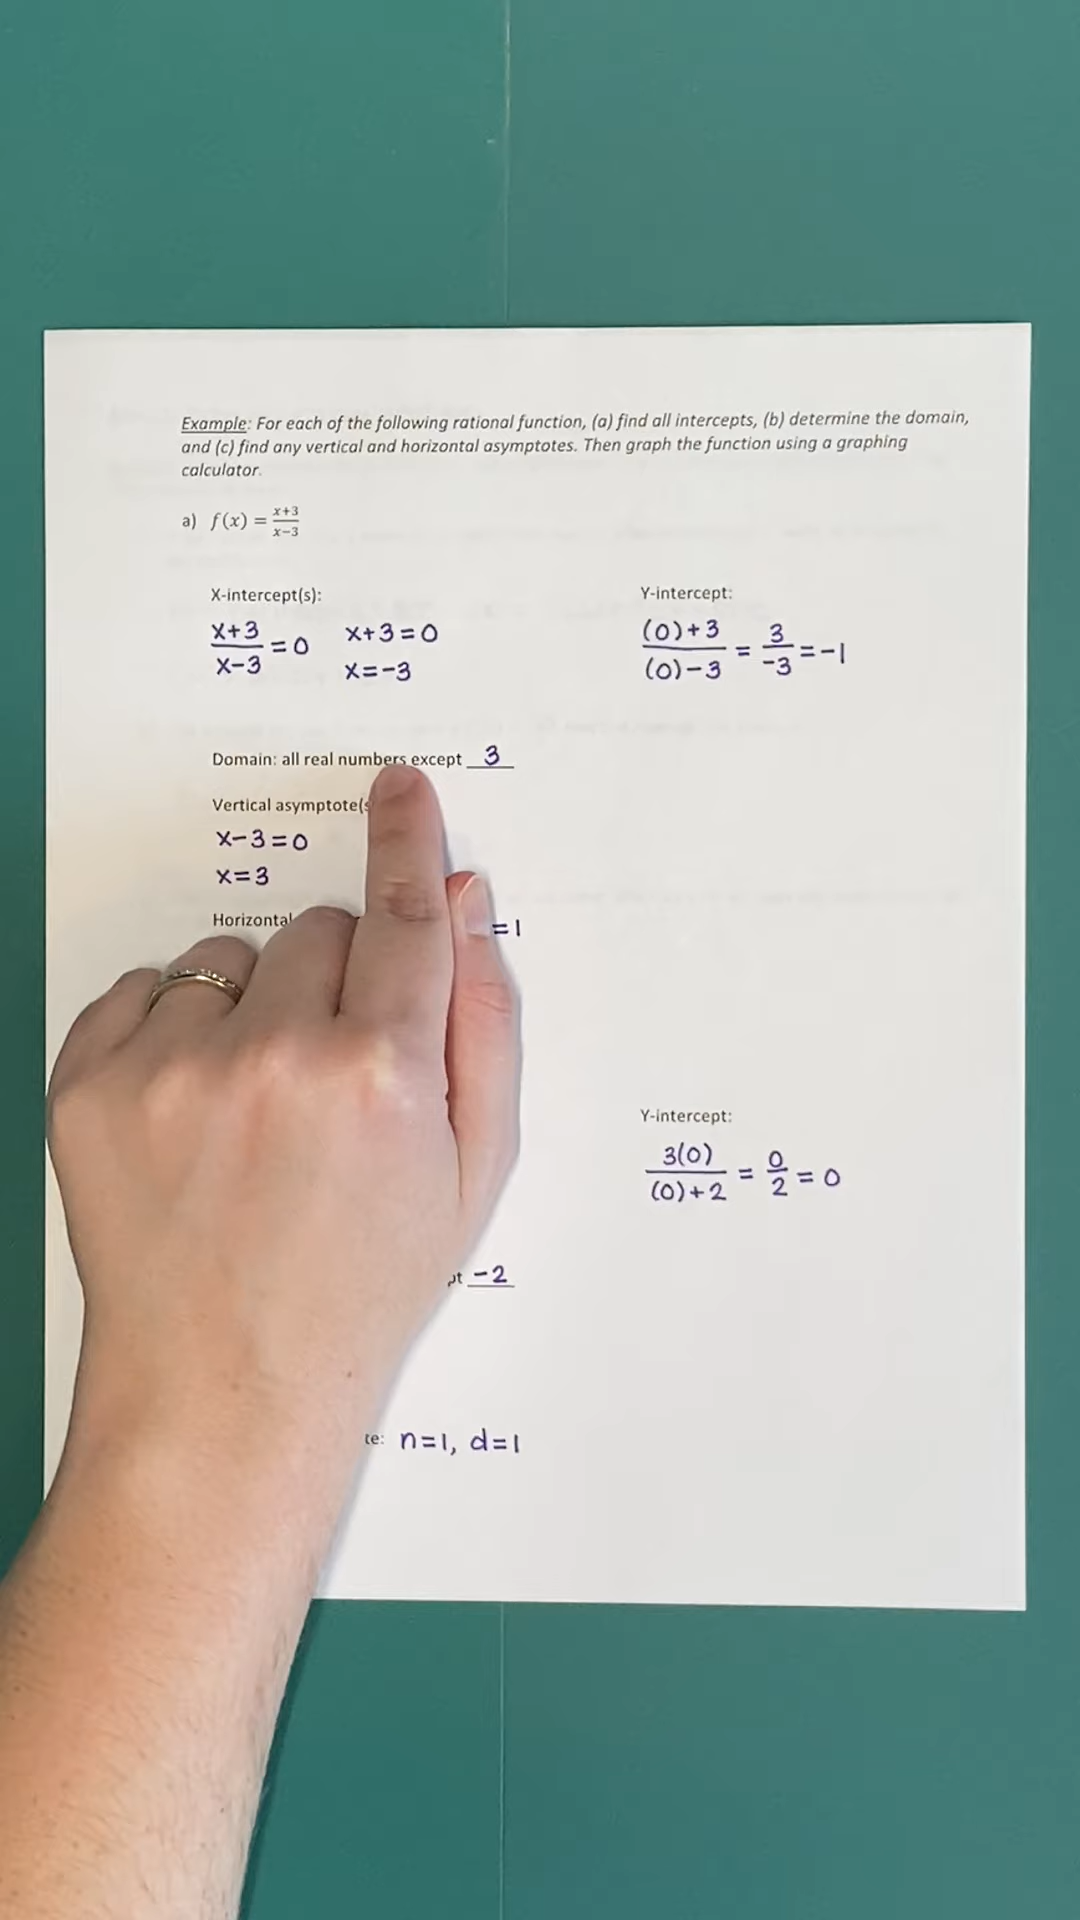 Example: For each of the following rational function, (a) find all intercepts, (b) determine the domain,
and (c) find any vertical and horizontal asymptotes. Then graph the function using a graphing
calculator.
a) f(x) = x+3/x−3
X-intercept(s):
x+3/x−3 = 0 x+3=0
x=−3
Y-intercept:
(0)+3/(0)−3 = 3/−3 = −1
Domain: all real numbers except 3
Vertical asymptote(s
x−3=0
x=3
Horizontal =1
Y-intercept:
3(0)/(0)+2 = 0/2 = 0
−2
n=1, d=1